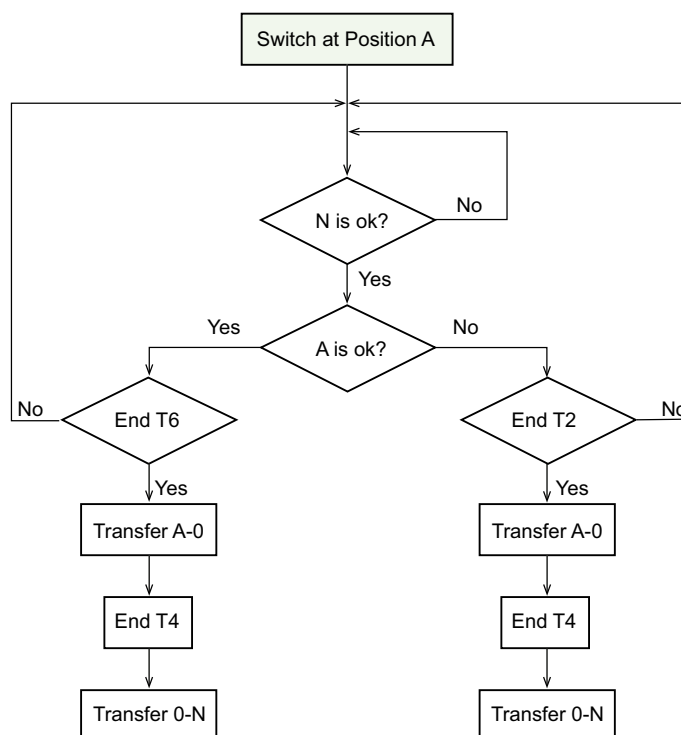 Switch at Position A
N is ok?
No
Yes
Yes
A is ok?
No
No
End T6
End T2
No
Yes
Yes
Transfer A-0
Transfer A-0
End T4
End T4
Transfer 0-N
Transfer 0-N